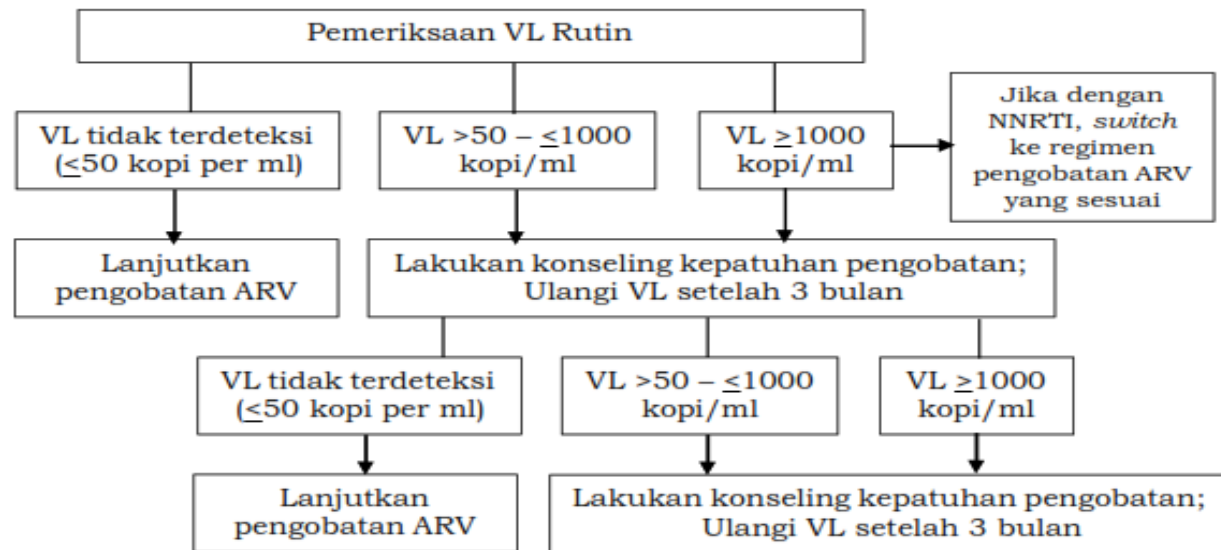 Pemeriksaan VL Rutin
VL tidak terdeteksi
(≤50 kopi per ml)
VL >50 – ≤1000
kopi/ml
VL ≥1000
kopi/ml
Jika dengan
NNRTI, switch
ke regimen
pengobatan ARV
yang sesuai
Lanjutkan
pengobatan ARV
Lakukan konseling kepatuhan pengobatan;
Ulangi VL setelah 3 bulan
VL tidak terdeteksi
(≤50 kopi per ml)
VL >50 – ≤1000
kopi/ml
VL ≥1000
kopi/ml
Lanjutkan
pengobatan ARV
Lakukan konseling kepatuhan pengobatan;
Ulangi VL setelah 3 bulan